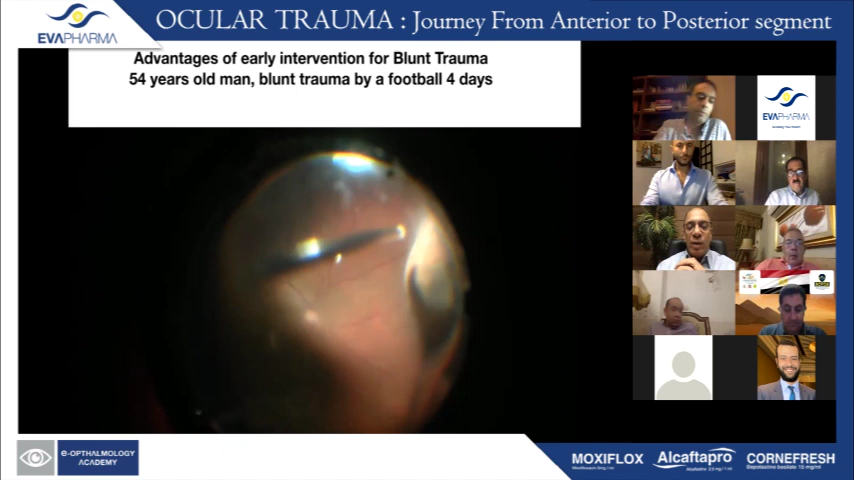 OCULAR TRAUMA : Journey From Anterior to Posterior segment
EVAPHARMA
Advantages of early intervention for Blunt Trauma
54 years old man, blunt trauma by a football 4 days
EVAPHARMA
e-OPTHALMOLOGY
ACADEMY
MOXIFLOX
Alcaftapro
CORNEFRESH